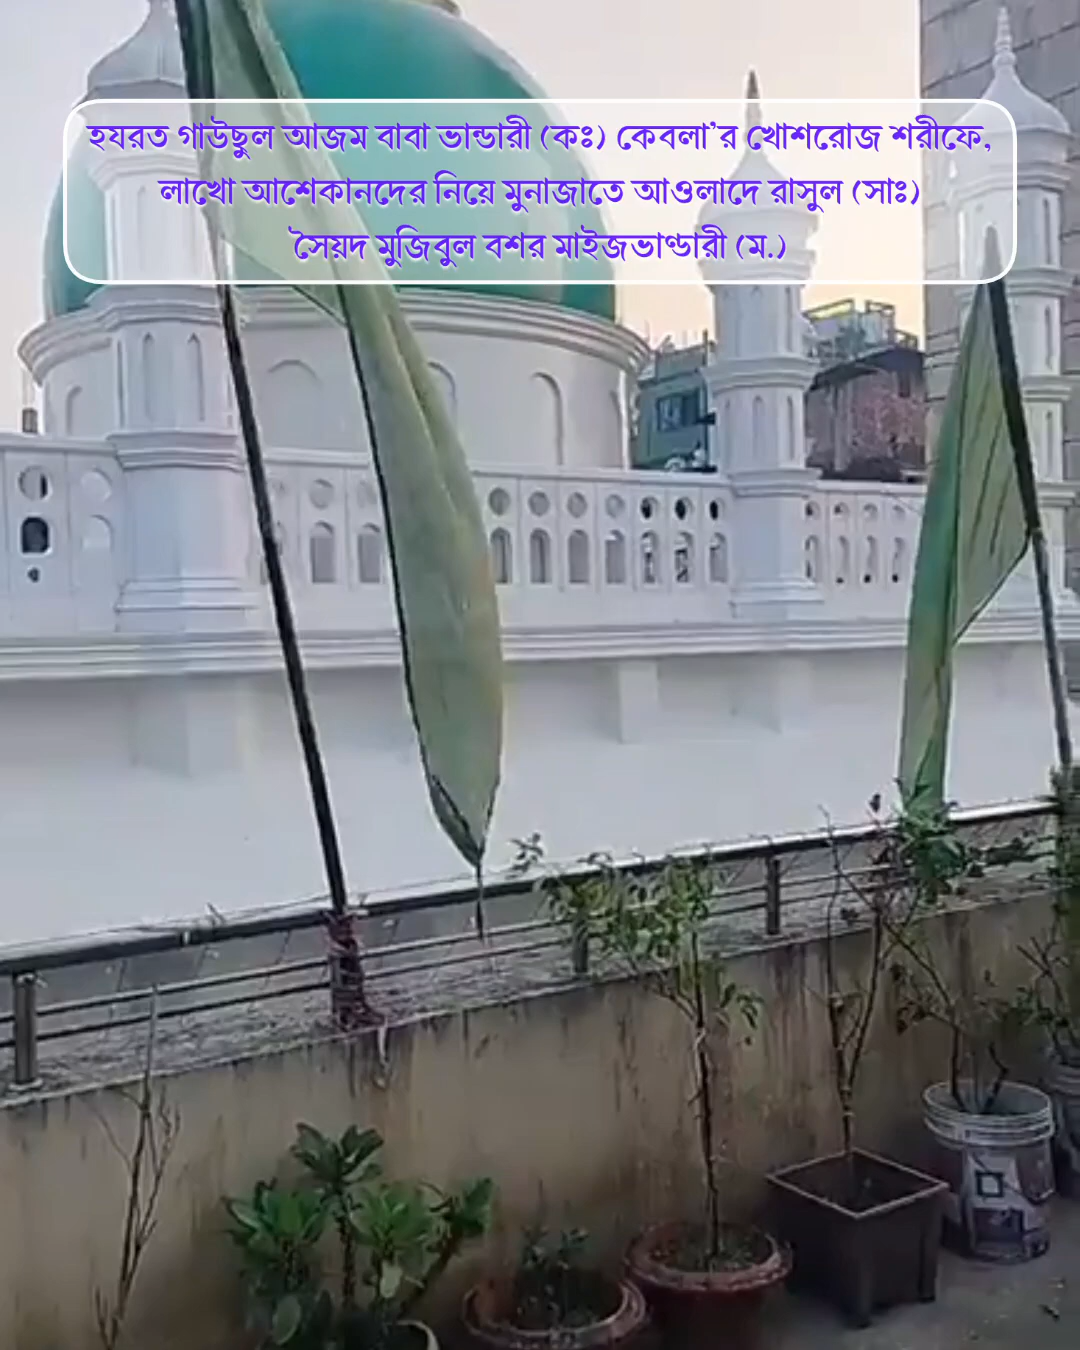 হযরত গাউছুল আজম বাবা ভান্ডারী (কঃ) কেবলা’র খোশরোজ শরীফে,
লাখো আশেকানদের নিয়ে মুনাজাতে আওলাদে রাসুল (সাঃ)
সৈয়দ মুজিবুল বশর মাইজভাণ্ডারী (ম.)